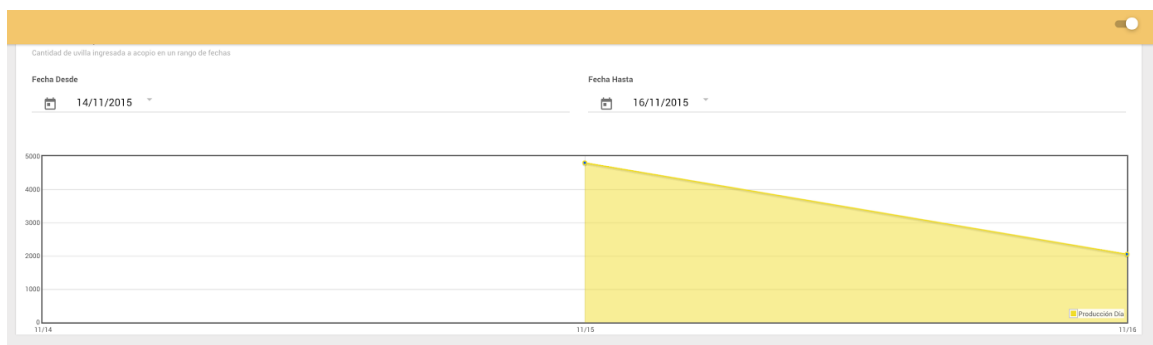 Cantidad de uvilla ingresada a acopio en un rango de fechas
Fecha Desde
Fecha Hasta
14/11/2015
16/11/2015
5000
4000
3000
2000
1000
0
Producción Dia
11/14
11/15
11/16